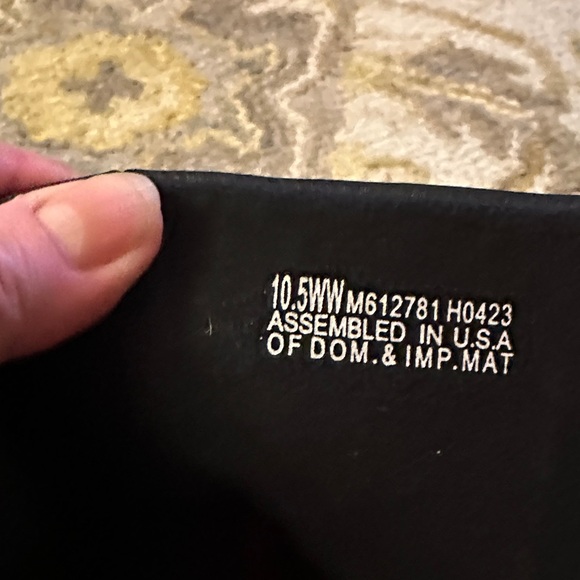 10.5WW M612781 H0423
ASSEMBLED IN U.S.A
OF DOM.& IMP.MAT